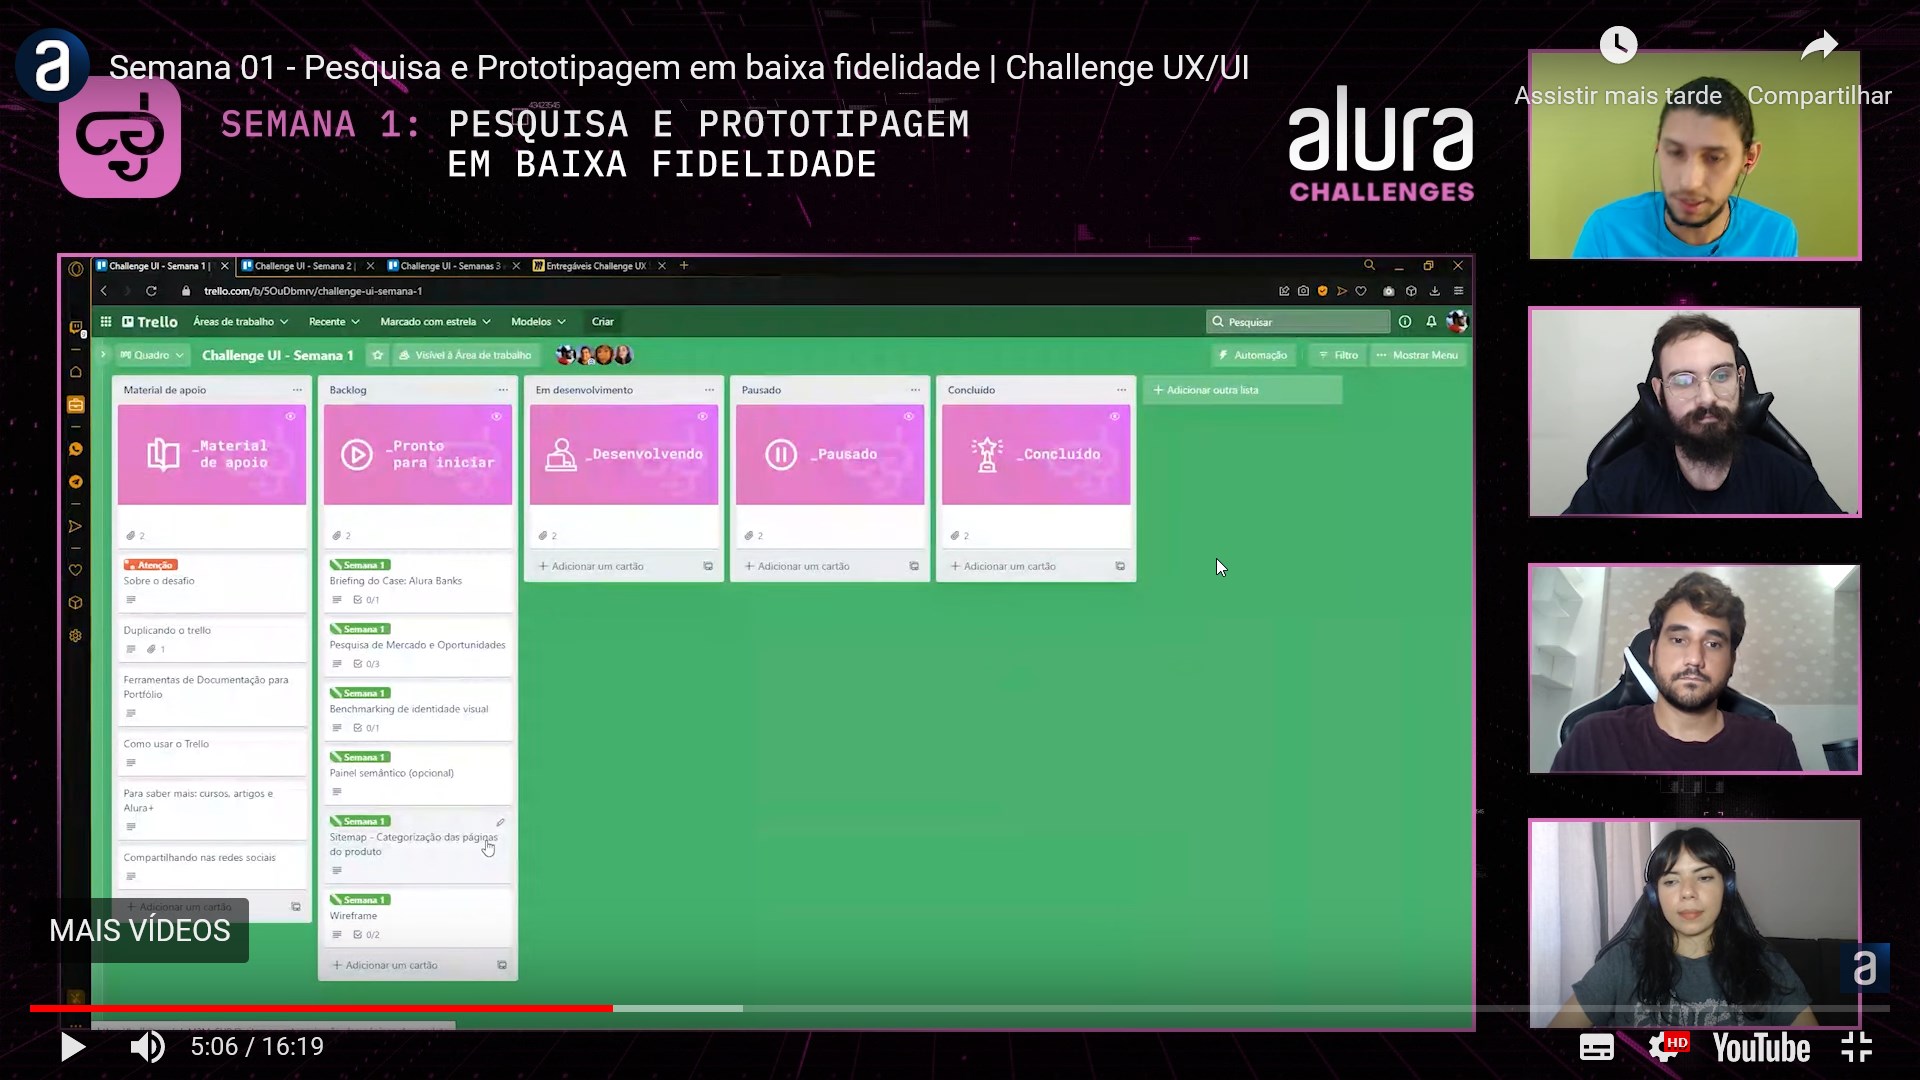 Semana 01 - Pesquisa e Prototipagem em baixa fidelidade | Challenge UX/UI
Assistir mais tarde
Compartilhar
SEMANA 1: PESQUISA E PROTOTIPAGEM
EM BAIXA FIDELIDADE
alura
CHALLENGES
Challenge UI - Semana 1 |
Challenge UI - Semana 2 |
Challenge UI - Semanas 3
Entregáveis Challenge UX
trello.com/b/SOuDbmrv/challenge-ui-semana-1
Trello
Áreas de trabalho
Recente
Marcado com estrela
Modelos
Criar
Pesquisar
Quadro
Challenge UI - Semana 1
Visível à Área de trabalho
Automação
Filtro
Mostrar Menu
Material de apoio
_Material
de apoio
2
Atenção
Sobre o desafio
Duplicando o trello
1
Ferramentas de Documentação para
Portfólio
Como usar o Trello
Para saber mais: cursos, artigos e
Alura+
Compartilhando nas redes sociais
+ Adicionar um cartão
Backlog
_Pronto
para iniciar
2
Semana 1
Briefing do Case: Alura Banks
0/1
Semana 1
Pesquisa de Mercado e Oportunidades
0/3
Semana 1
Benchmarking de identidade visual
0/1
Semana 1
Painel semântico (opcional)
Semana 1
Sitemap - Categorização das páginas
do produto
Semana 1
Wireframe
0/2
+ Adicionar um cartão
Em desenvolvimento
_Desenvolvendo
2
+ Adicionar um cartão
Pausado
_Pausado
2
+ Adicionar um cartão
Concluído
_Concluído
2
+ Adicionar um cartão
+ Adicionar outra lista
MAIS VÍDEOS
5:06 / 16:19
HD
YouTube